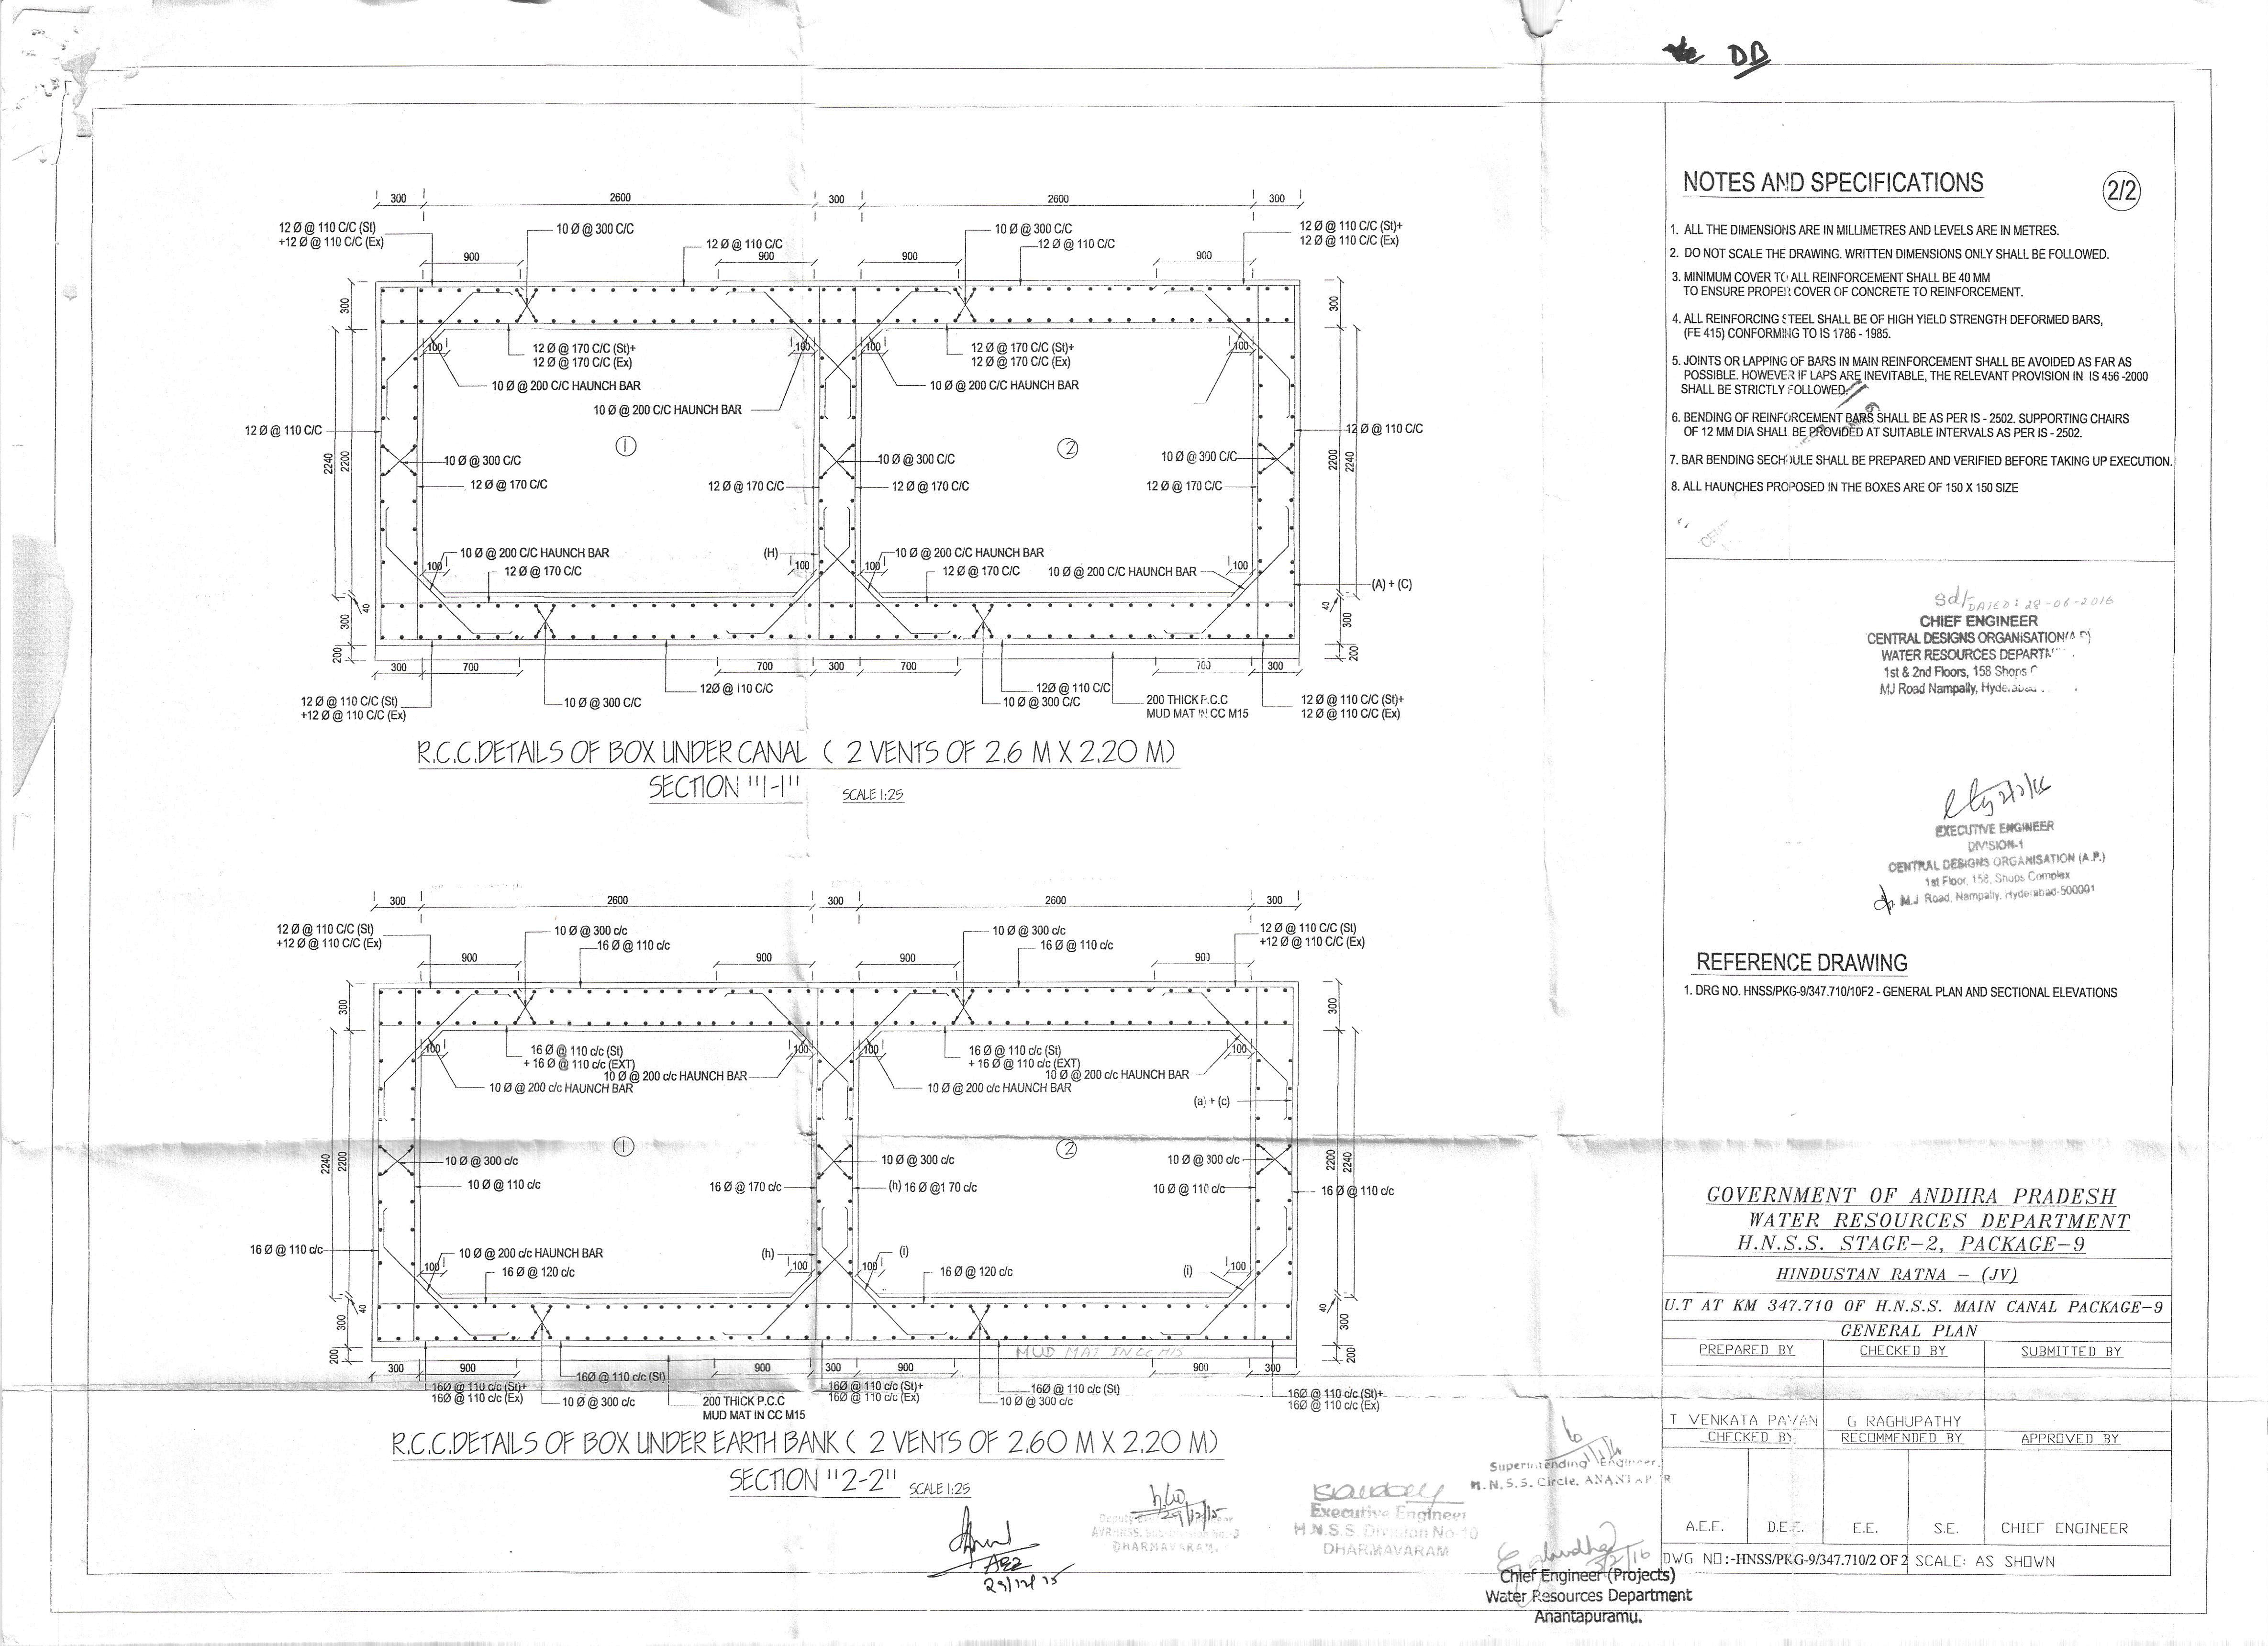 DB
300
2600
300
2600
300
12 Ø @ 110 C/C (St)
+12 Ø @ 110 C/C (Ex)
10 Ø @ 300 C/C
12 Ø @ 110 C/C
10 Ø @ 300 C/C
12 Ø @ 110 C/C
12 Ø @ 110 C/C (St)+
12 Ø @ 110 C/C (Ex)
900
900
900
900
300
300
100
12 Ø @ 170 C/C (St)+
12 Ø @ 170 C/C (Ex)
100
100
12 Ø @ 170 C/C (St)+
12 Ø @ 170 C/C (Ex)
100
10 Ø @ 200 C/C HAUNCH BAR
10 Ø @ 200 C/C HAUNCH BAR
10 Ø @ 200 C/C HAUNCH BAR
12 Ø @ 110 C/C
1
2
12 Ø @ 110 C/C
2240
2200
10 Ø @ 300 C/C
10 Ø @ 300 C/C
10 Ø @ 300 C/C
2200
2240
12 Ø @ 170 C/C
12 Ø @ 170 C/C
12 Ø @ 170 C/C
12 Ø @ 170 C/C
10 Ø @ 200 C/C HAUNCH BAR
(H)
10 Ø @ 200 C/C HAUNCH BAR
100
12 Ø @ 170 C/C
100
100
12 Ø @ 170 C/C
10 Ø @ 200 C/C HAUNCH BAR
100
(A) + (C)
40
300
200
40
300
200
300
700
700
300
700
700
300
12 Ø @ 110 C/C (St)
+12 Ø @ 110 C/C (Ex)
10 Ø @ 300 C/C
12Ø @ 110 C/C
12Ø @ 110 C/C
10 Ø @ 300 C/C
200 THICK P.C.C
MUD MAT IN CC M15
12 Ø @ 110 C/C (St)+
12 Ø @ 110 C/C (Ex)
R.C.C.DETAILS OF BOX UNDER CANAL ( 2 VENTS OF 2.6 M X 2.20 M)
SECTION "1-1"
SCALE 1:25
300
2600
300
2600
300
12 Ø @ 110 C/C (St)
+12 Ø @ 110 C/C (Ex)
10 Ø @ 300 c/c
16 Ø @ 110 c/c
10 Ø @ 300 c/c
16 Ø @ 110 c/c
12 Ø @ 110 C/C (St)
+12 Ø @ 110 C/C (Ex)
900
900
900
900
300
300
100
16 Ø @ 110 c/c (St)
+ 16 Ø @ 110 c/c (EXT)
100
100
16 Ø @ 110 c/c (St)
+ 16 Ø @ 110 c/c (EXT)
100
10 Ø @ 200 c/c HAUNCH BAR
10 Ø @ 200 c/c HAUNCH BAR
10 Ø @ 200 c/c HAUNCH BAR
10 Ø @ 200 c/c HAUNCH BAR
(a) + (c)
1
2
2240
2200
10 Ø @ 300 c/c
10 Ø @ 300 c/c
10 Ø @ 300 c/c
2200
2240
10 Ø @ 110 c/c
16 Ø @ 170 c/c
(h) 16 Ø @1 70 c/c
10 Ø @ 110 c/c
16 Ø @ 110 c/c
16 Ø @ 110 c/c
10 Ø @ 200 c/c HAUNCH BAR
(h)
(i)
100
16 Ø @ 120 c/c
100
100
16 Ø @ 120 c/c
(i)
100
40
300
200
40
300
200
MUD MAT IN CC M15
300
900
900
300
900
900
300
16Ø @ 110 c/c (St)+
16Ø @ 110 c/c (Ex)
10 Ø @ 300 c/c
16Ø @ 110 c/c (St)
200 THICK P.C.C
MUD MAT IN CC M15
16Ø @ 110 c/c (St)+
16Ø @ 110 c/c (Ex)
16Ø @ 110 c/c (St)
10 Ø @ 300 c/c
16Ø @ 110 c/c (St)+
16Ø @ 110 c/c (Ex)
R.C.C.DETAILS OF BOX UNDER EARTH BANK ( 2 VENTS OF 2.60 M X 2.20 M)
SECTION "2-2"
SCALE 1:25
AEE
29/12/15
29/12/15
DHARMAVARAM.
Executive Engineer
H.N.S.S Division No-10
DHARMAVARAM
Superintending Engineer,
H.N.S.S. Circle, ANANTAPUR
Chief Engineer (Projects)
Water Resources Department
Anantapuramu.
NOTES AND SPECIFICATIONS
2/2
1. ALL THE DIMENSIONS ARE IN MILLIMETRES AND LEVELS ARE IN METRES.
2. DO NOT SCALE THE DRAWING. WRITTEN DIMENSIONS ONLY SHALL BE FOLLOWED.
3. MINIMUM COVER TO ALL REINFORCEMENT SHALL BE 40 MM
TO ENSURE PROPER COVER OF CONCRETE TO REINFORCEMENT.
4. ALL REINFORCING STEEL SHALL BE OF HIGH YIELD STRENGTH DEFORMED BARS,
(FE 415) CONFORMING TO IS 1786 - 1985.
5. JOINTS OR LAPPING OF BARS IN MAIN REINFORCEMENT SHALL BE AVOIDED AS FAR AS
POSSIBLE. HOWEVER IF LAPS ARE INEVITABLE, THE RELEVANT PROVISION IN IS 456 -2000
SHALL BE STRICTLY FOLLOWED.
6. BENDING OF REINFORCEMENT BARS SHALL BE AS PER IS - 2502. SUPPORTING CHAIRS
OF 12 MM DIA SHALL BE PROVIDED AT SUITABLE INTERVALS AS PER IS - 2502.
7. BAR BENDING SECHDULE SHALL BE PREPARED AND VERIFIED BEFORE TAKING UP EXECUTION.
8. ALL HAUNCHES PROPOSED IN THE BOXES ARE OF 150 X 150 SIZE
Sd/- DATED: 28-06-2016
CHIEF ENGINEER
CENTRAL DESIGNS ORGANISATION
WATER RESOURCES
1st & 2nd Floors, 158 Shops
MJ Road Nampally,
EXECUTIVE ENGINEER
DIVISION-1
CENTRAL DESIGNS ORGANISATION (A.P.)
1st Floor, 158, Shops Complex
M.J Road, Nampally, Hyderabad-500001
REFERENCE DRAWING
1. DRG NO. HNSS/PKG-9/347.710/10F2 - GENERAL PLAN AND SECTIONAL ELEVATIONS
GOVERNMENT OF ANDHRA PRADESH
WATER RESOURCES DEPARTMENT
H.N.S.S. STAGE-2, PACKAGE-9
HINDUSTAN RATNA - (JV)
U.T AT KM 347.710 OF H.N.S.S. MAIN CANAL PACKAGE-9
GENERAL PLAN
PREPARED BY
CHECKED BY
SUBMITTED BY
T VENKATA PAVAN
G RAGHUPATHY
CHECKED BY
RECOMMENDED BY
APPROVED BY
A.E.E.
D.E.E.
E.E.
S.E.
CHIEF ENGINEER
DWG NO:-HNSS/PKG-9/347.710/2 OF 2
SCALE: AS SHOWN